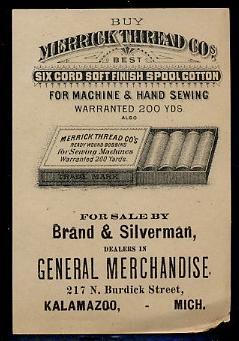 BUY
MERRICK THREAD COS
BEST
SIX CORD SOFT FINISH SPOOL COTTON
FOR MACHINE & HAND SEWING
WARRANTED 200 YDS
ALSO
MERRICK THREAD CO'S
READY WOUND BOBBINS
for Sewing Machines
Warranted 200 Yards.
TRADE MARK
FOR SALE BY
Brand & Silverman,
DEALERS IN
GENERAL MERCHANDISE,
217 N. Burdick Street,
KALAMAZOO, - MICH.